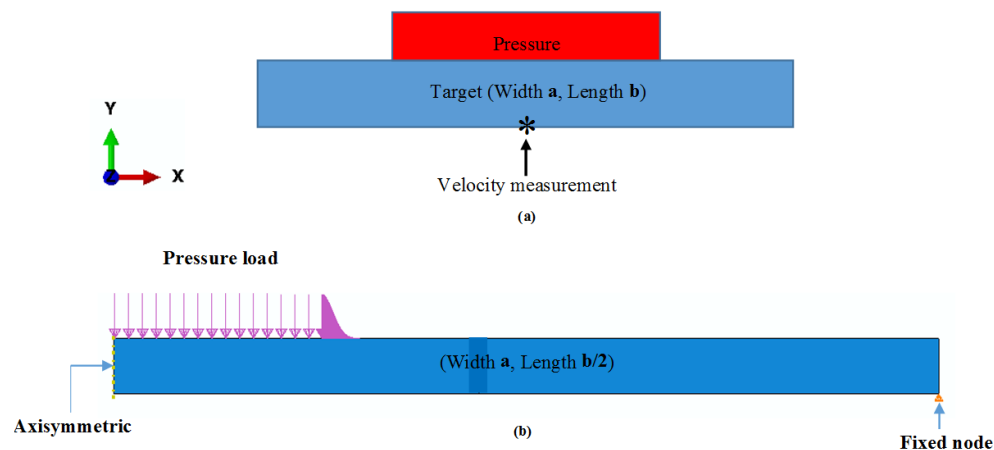 Pressure
Target (Width a, Length b)
Y
X
Z
Velocity measurement
(a)
Pressure load
(Width a, Length b/2)
Axisymmetric
(b)
Fixed node